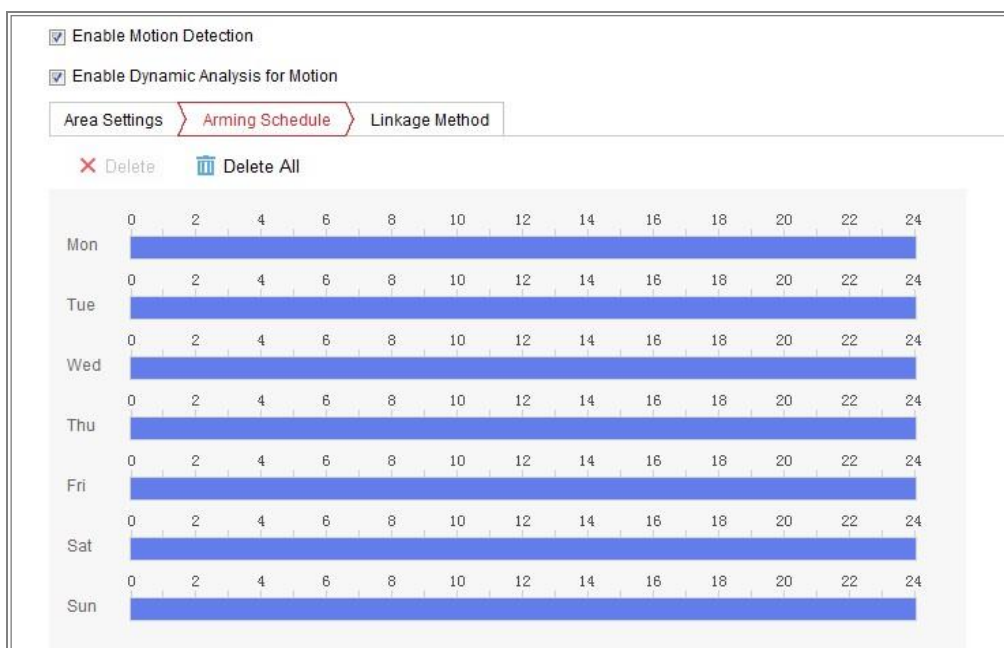 Enable Motion Detection
Enable Dynamic Analysis for Motion
Area Settings Arming Schedule Linkage Method
Delete Delete All
0 2 4 6 8 10 12 14 16 18 20 22 24
Mon
0 2 4 6 8 10 12 14 16 18 20 22 24
Tue
0 2 4 6 8 10 12 14 16 18 20 22 24
Wed
0 2 4 6 8 10 12 14 16 18 20 22 24
Thu
0 2 4 6 8 10 12 14 16 18 20 22 24
Fri
0 2 4 6 8 10 12 14 16 18 20 22 24
Sat
0 2 4 6 8 10 12 14 16 18 20 22 24
Sun